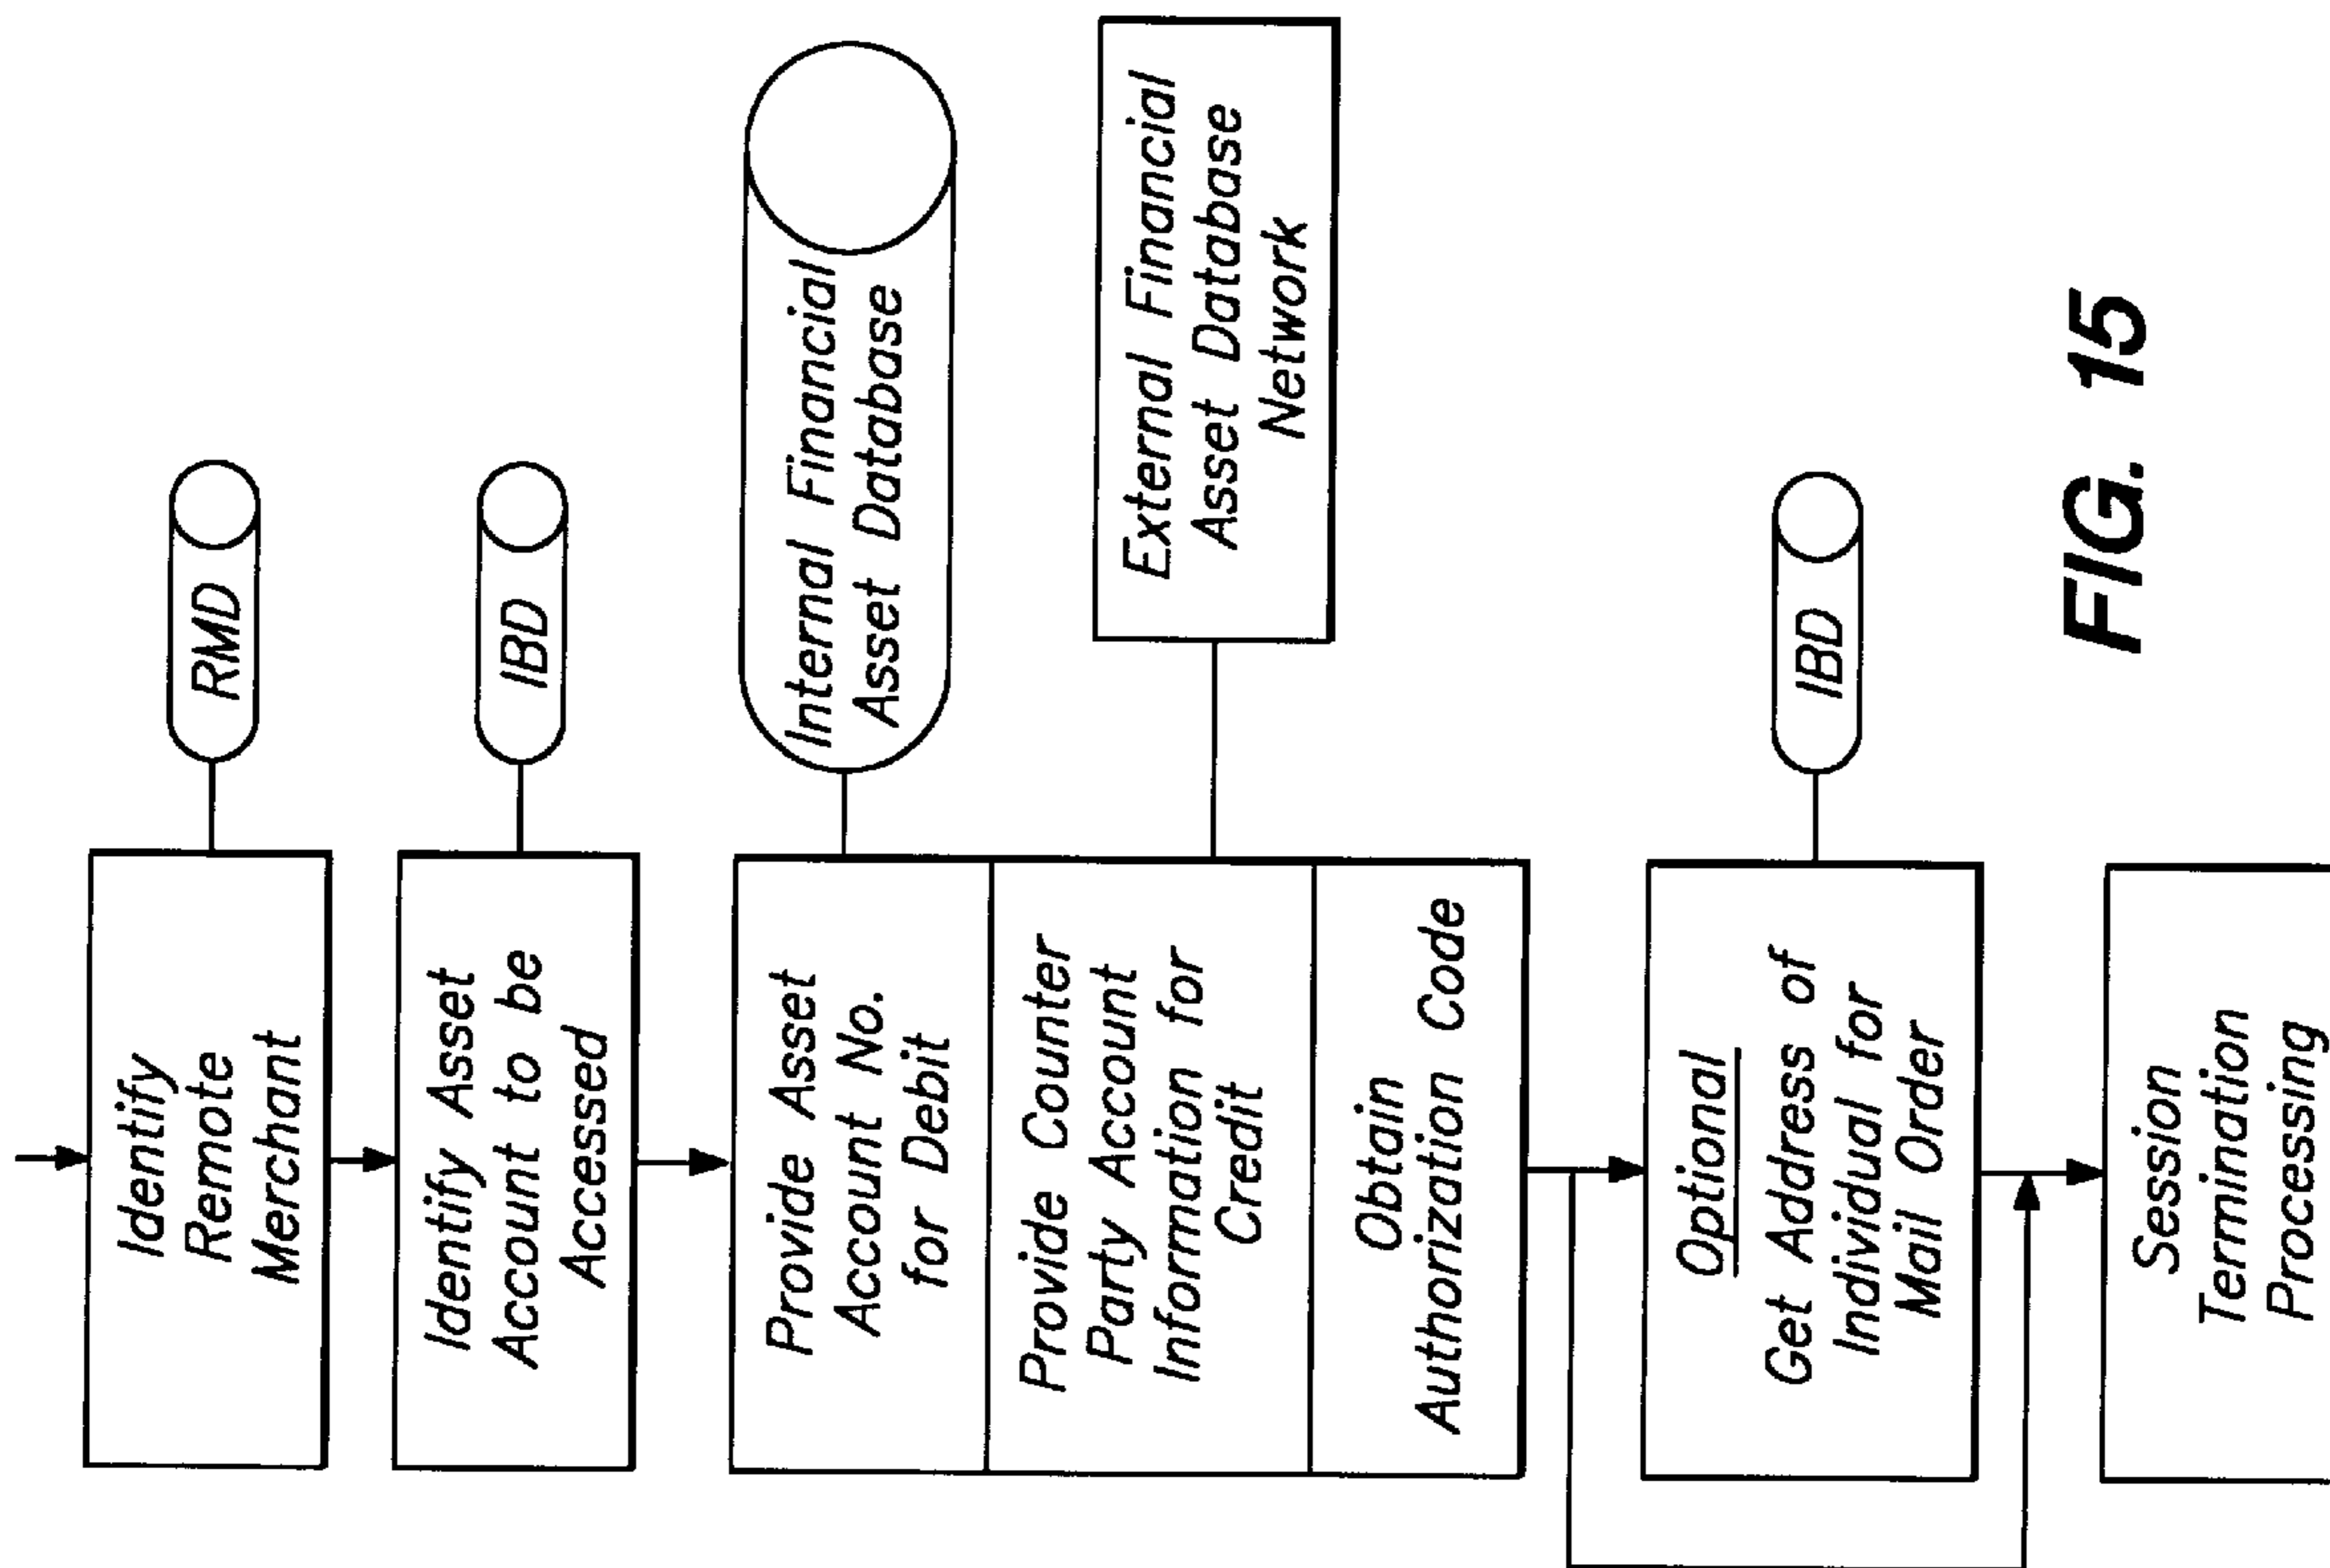 Identify
Remote
Merchant
RMD
Identify Asset
Account to be
Accessed
IBD
Provide Asset
Account No.
for Debit
Internal Financial
Asset Database
Provide Counter
Party Account
Information for
Credit
External Financial
Asset Database
Network
Obtain
Authorization Code
Optional
Get Address of
Individual for
Mail Order
IBD
Session
Termination
Processing
FIG. 15